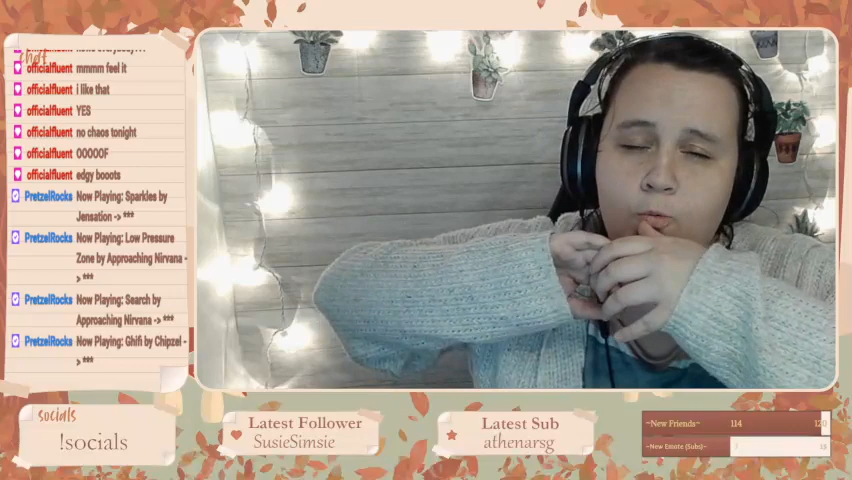 chat
officialfluent mmmm feel it
officialfluent i like that
officialfluent YES
officialfluent no chaos tonight
officialfluent OOOOOF
officialfluent edgy booots
PretzelRocks Now Playing: Sparkles by
Jensation -> ***
PretzelRocks Now Playing: Low Pressure
Zone by Approaching Nirvana -
> ***
PretzelRocks Now Playing: Search by
Approaching Nirvana -> ***
PretzelRocks Now Playing: Ghifi by Chipzel -
> ***
socials
!socials
Latest Follower
SusieSimsie
Latest Sub
athenarsg
~New Friends~ 114
~New Emote (Subs)~